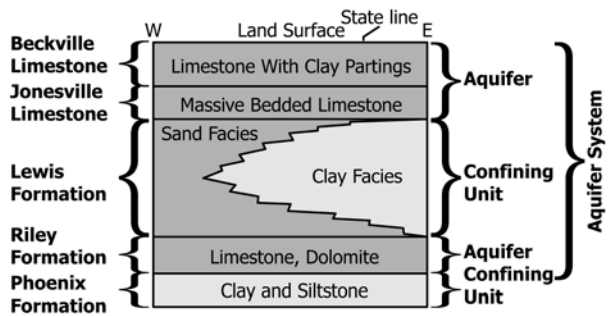 State line
W Land Surface E
Beckville
Limestone
Limestone With Clay Partings
Aquifer
Jonesville
Limestone
Massive Bedded Limestone
Sand Facies
Lewis
Formation
Clay Facies
Confining
Unit
Riley
Formation
Limestone, Dolomite
Aquifer
Phoenix
Formation
Clay and Siltstone
Confining
Unit
Aquifer System